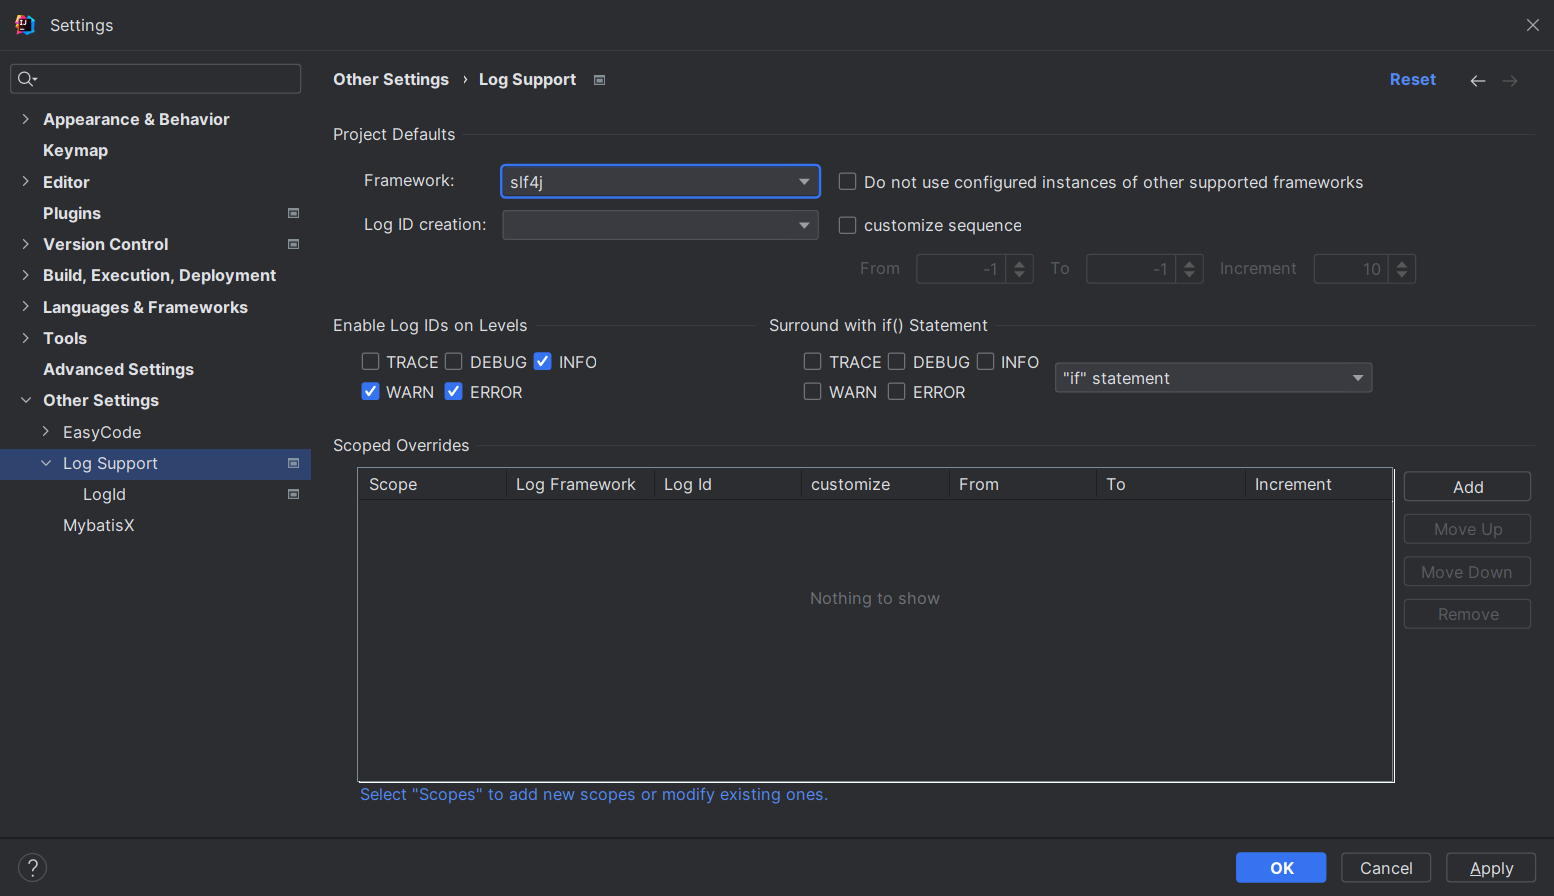 Settings
Other Settings › Log Support
Reset
Appearance & Behavior
Keymap
Editor
Plugins
Version Control
Build, Execution, Deployment
Languages & Frameworks
Tools
Advanced Settings
Other Settings
EasyCode
Log Support
LogId
MybatisX
Project Defaults
Framework: slf4j Do not use configured instances of other supported frameworks
Log ID creation: customize sequence
From -1 To -1 Increment 10
Enable Log IDs on Levels
TRACE DEBUG INFO
WARN ERROR
Surround with if() Statement
TRACE DEBUG INFO
WARN ERROR
"if" statement
Scoped Overrides
Scope Log Framework Log Id customize From To Increment
Nothing to show
Add
Move Up
Move Down
Remove
Select "Scopes" to add new scopes or modify existing ones.
?
OK Cancel Apply